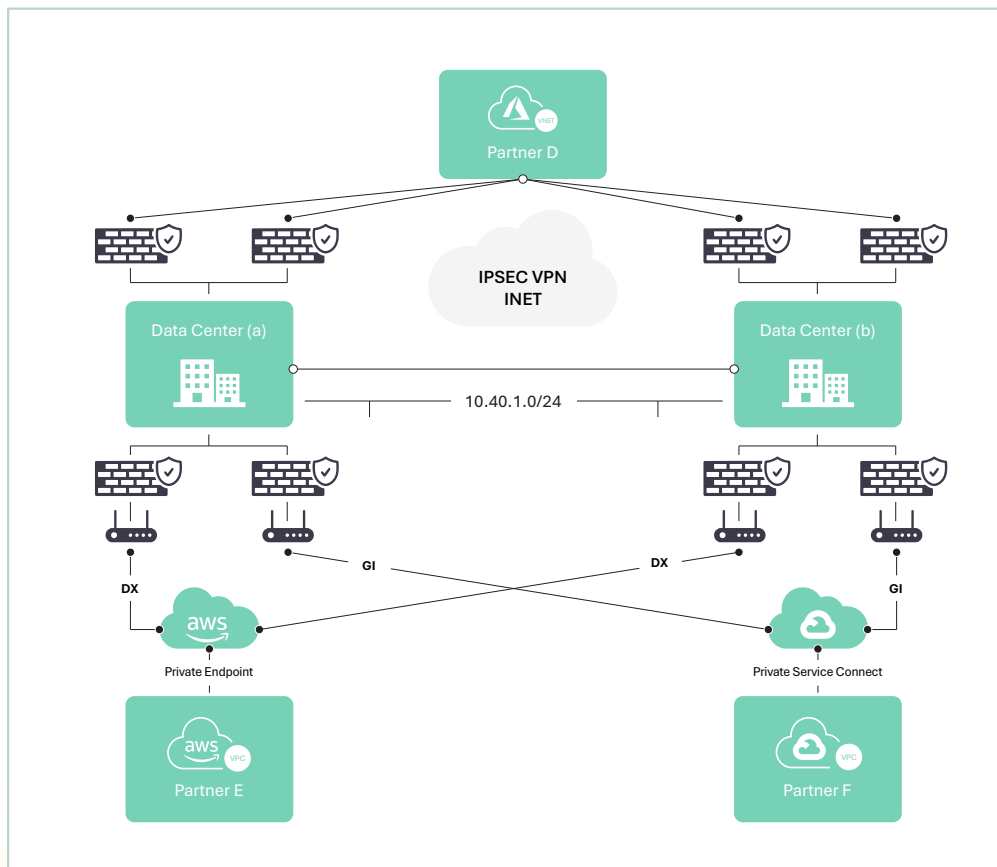 VNET
Partner D
IPSEC VPN
INET
Data Center (a)
Data Center (b)
10.40.1.0/24
GI
DX
DX
GI
aws
Private Endpoint
Private Service Connect
aws
VPC
VPC
Partner E
Partner F